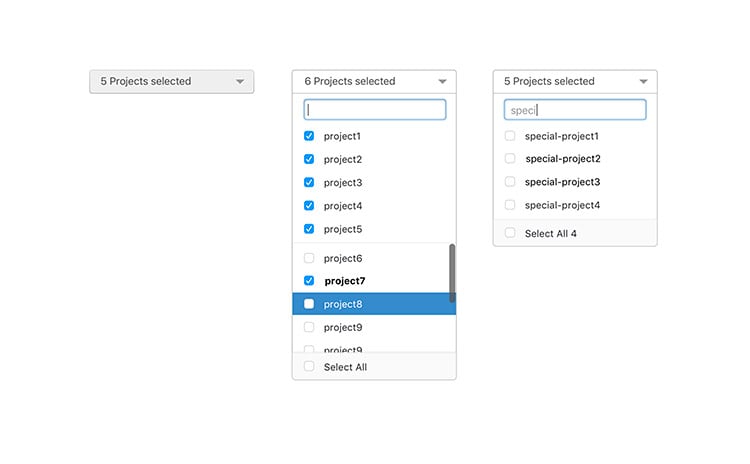 5 Projects selected
6 Projects selected
project1
project2
project3
project4
project5
project6
project7
project8
project9
project9
Select All
5 Projects selected
speci
special-project1
special-project2
special-project3
special-project4
Select All 4